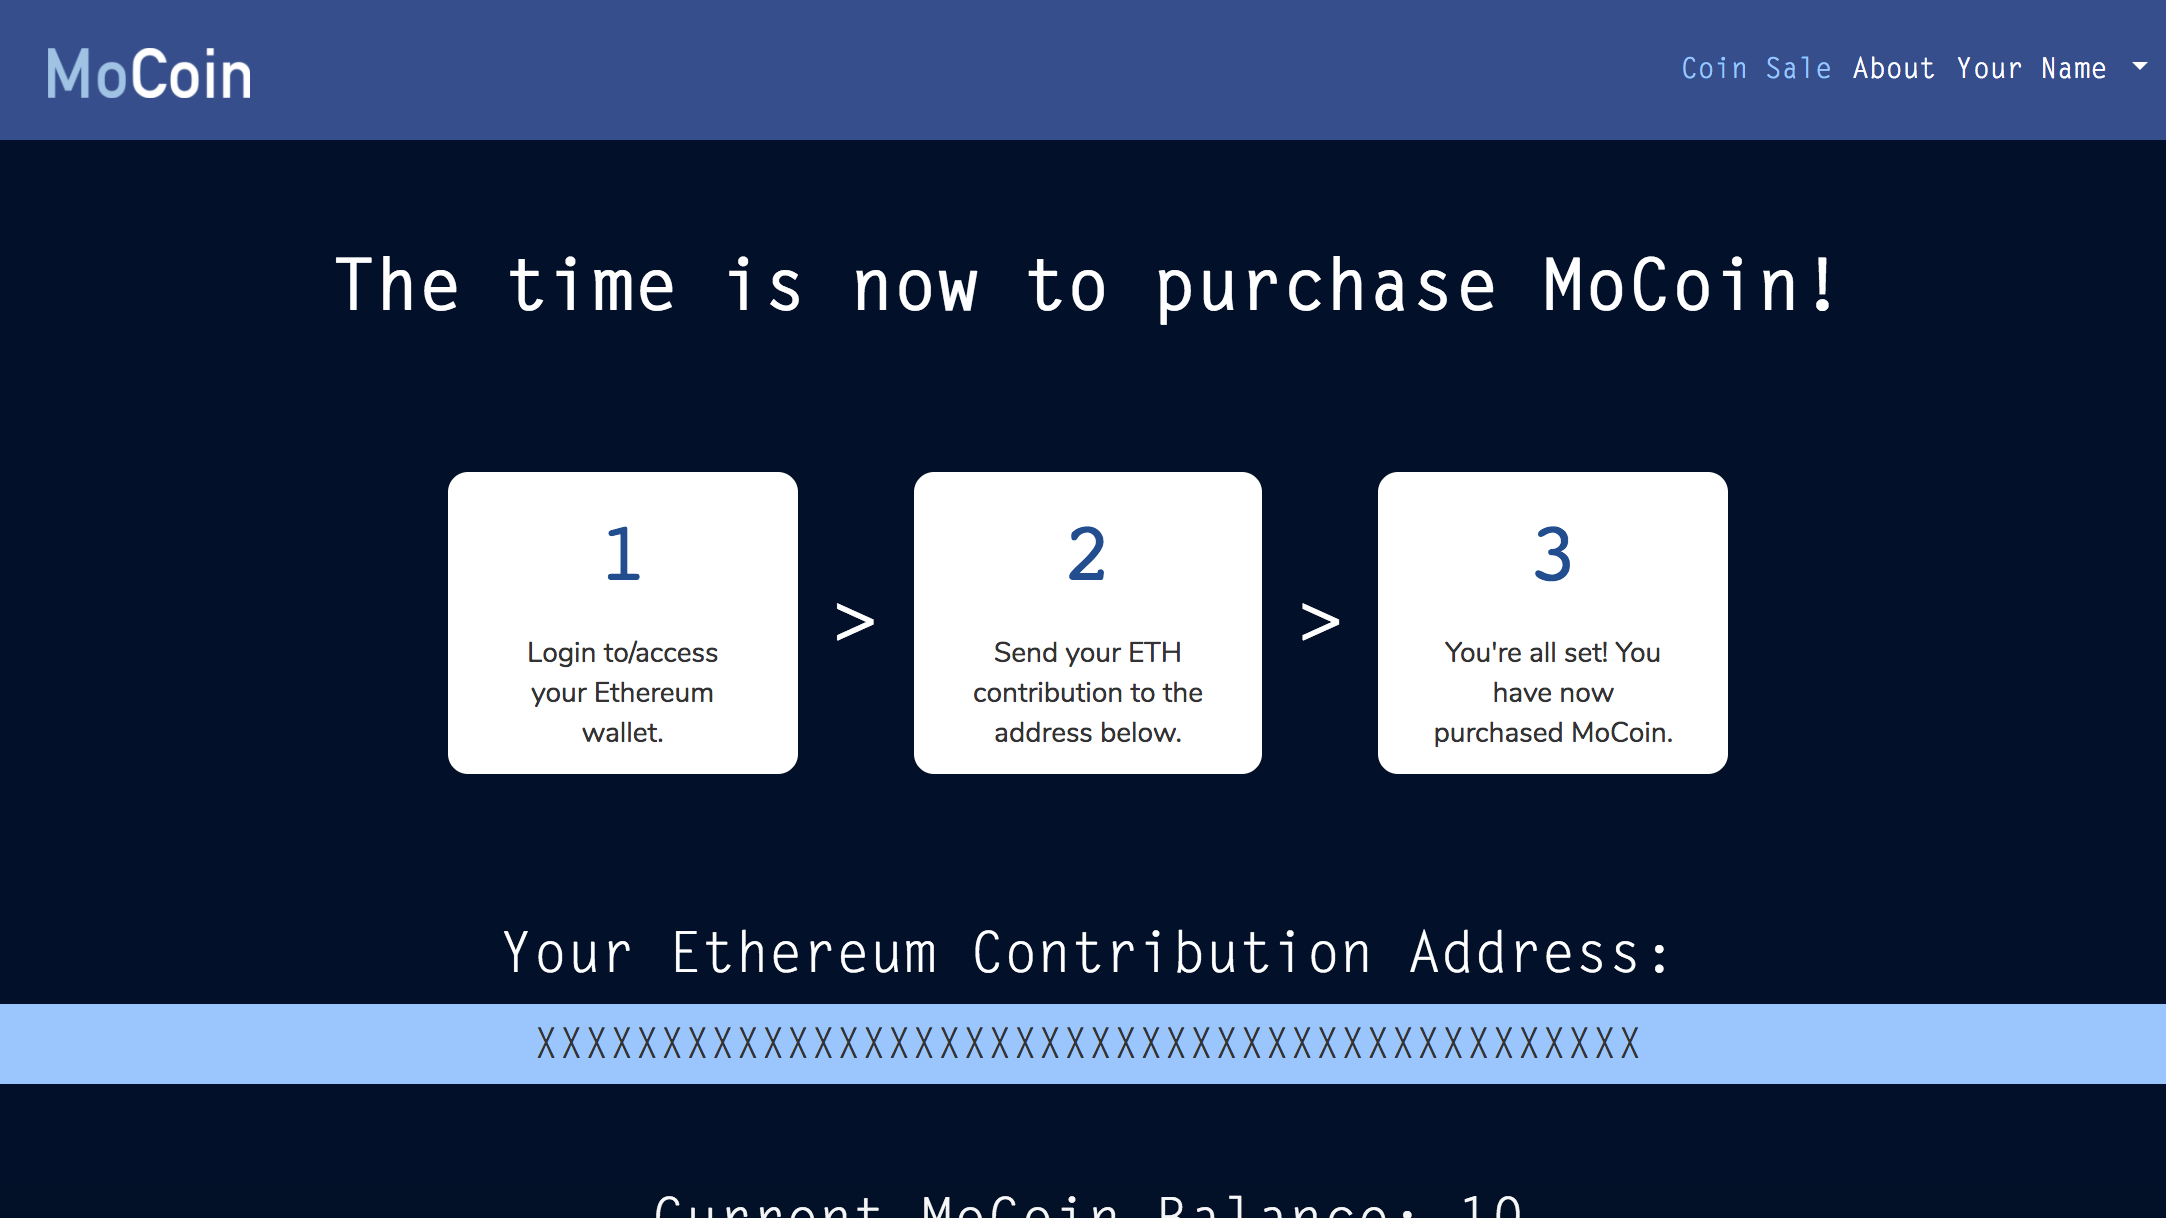 MoCoin
Coin Sale About Your Name
The time is now to purchase MoCoin!
1
Login to/access
your Ethereum
wallet.
>
2
Send your ETH
contribution to the
address below.
>
3
You're all set! You
have now
purchased MoCoin.
Your Ethereum Contribution Address:
XXXXXXXXXXXXXXXXXXXXXXXXXXXXXXXXXXXXXXXXXXXX
Current MoCoin Balance: 10